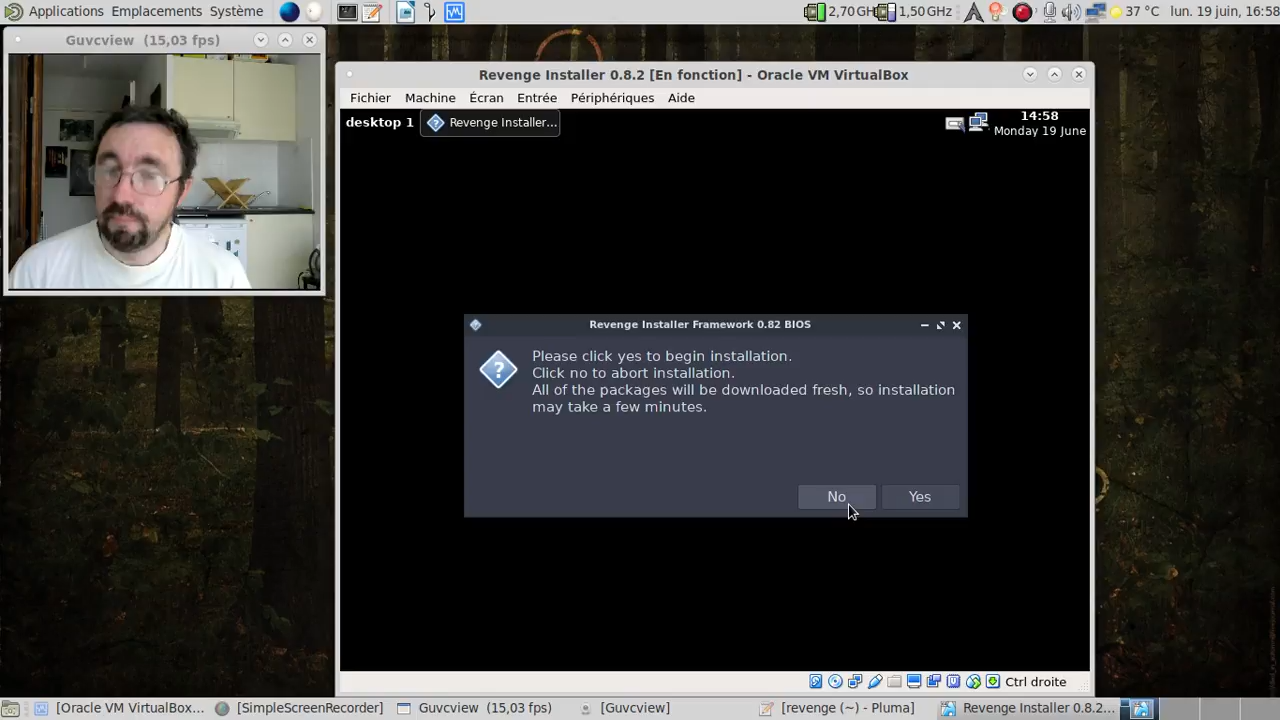 Applications Emplacements Système
2,70GHz 1,50 GHz 37 °C lun. 19 juin, 16:58
Guvcview (15,03 fps)
Revenge Installer 0.8.2 [En fonction] - Oracle VM VirtualBox
Fichier Machine Écran Entrée Périphériques Aide
desktop 1 Revenge Installer...
14:58
Monday 19 June
Revenge Installer Framework 0.82 BIOS
Please click yes to begin installation.
Click no to abort installation.
All of the packages will be downloaded fresh, so installation
may take a few minutes.
No Yes
Ctrl droite
[Oracle VM VirtualBox... [SimpleScreenRecorder] Guvcview (15,03 fps) [Guvcview] [revenge (~) - Pluma] Revenge Installer 0.8.2...